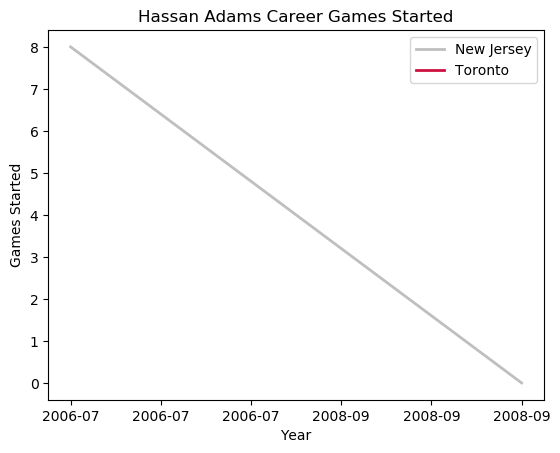 Hassan Adams Career Games Started
New Jersey
Toronto
8
7
6
5
4
3
2
1
0
Games Started
2006-07 2006-07 2006-07 2008-09 2008-09 2008-09
Year